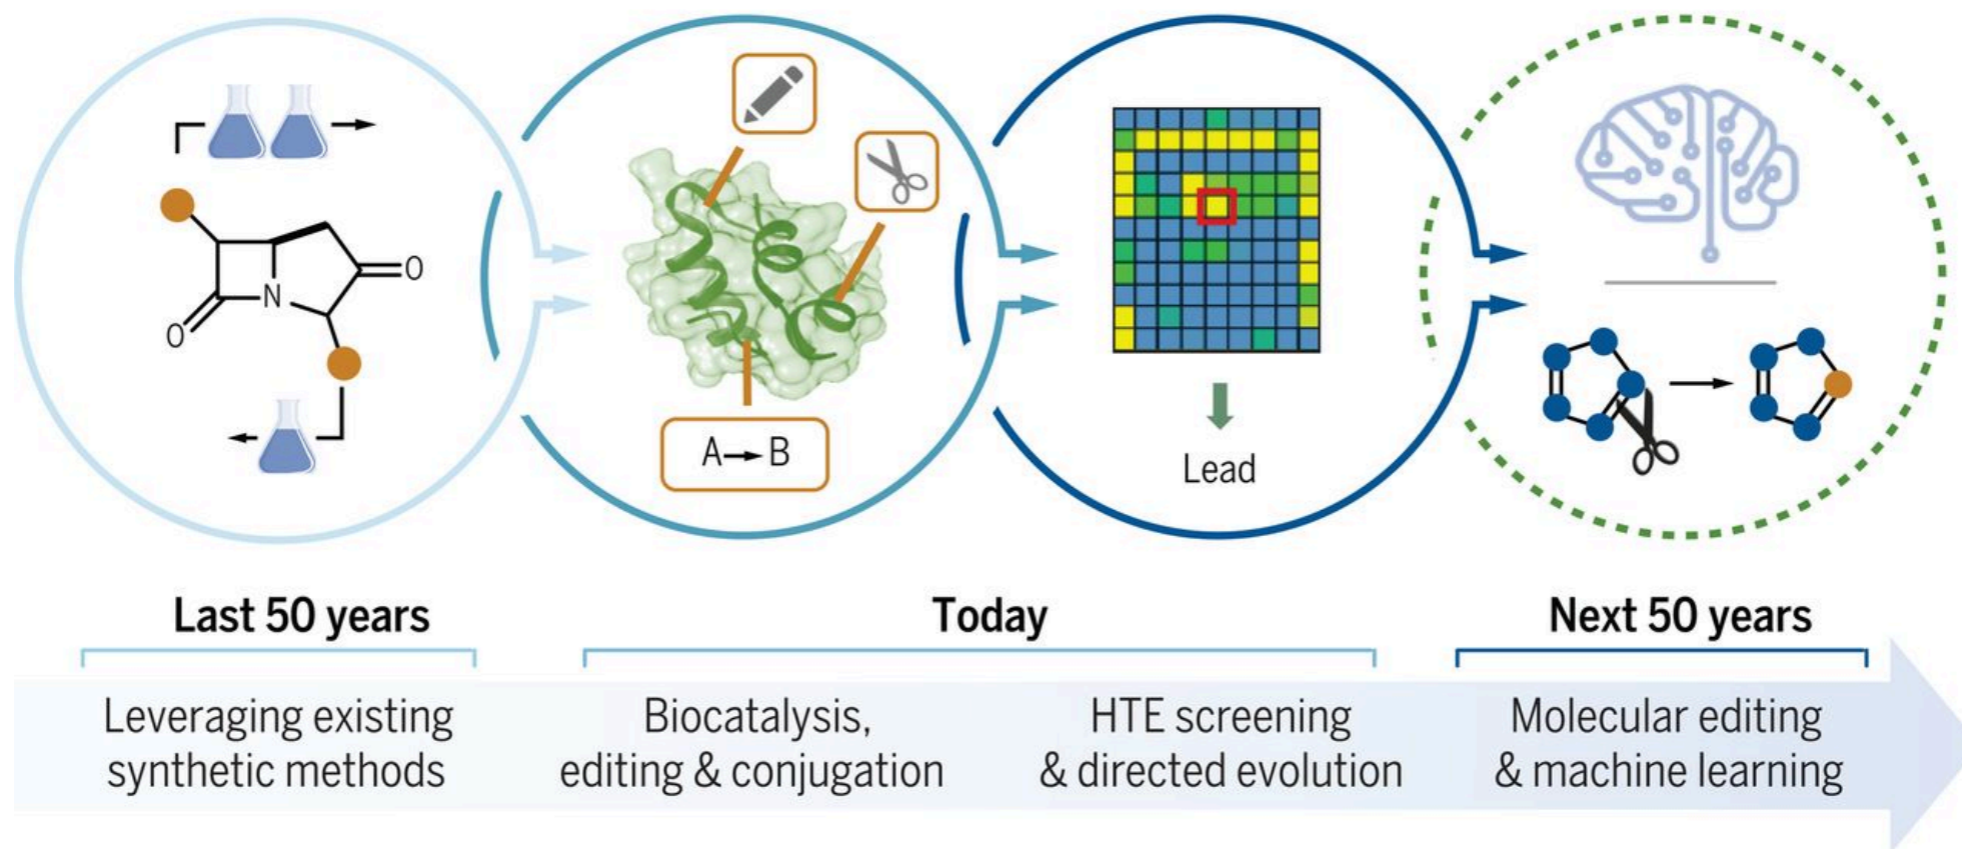 O
N
O
A→B
Lead
Last 50 years
Today
Next 50 years
Leveraging existing
synthetic methods
Biocatalysis,
editing & conjugation
HTE screening
& directed evolution
Molecular editing
& machine learning